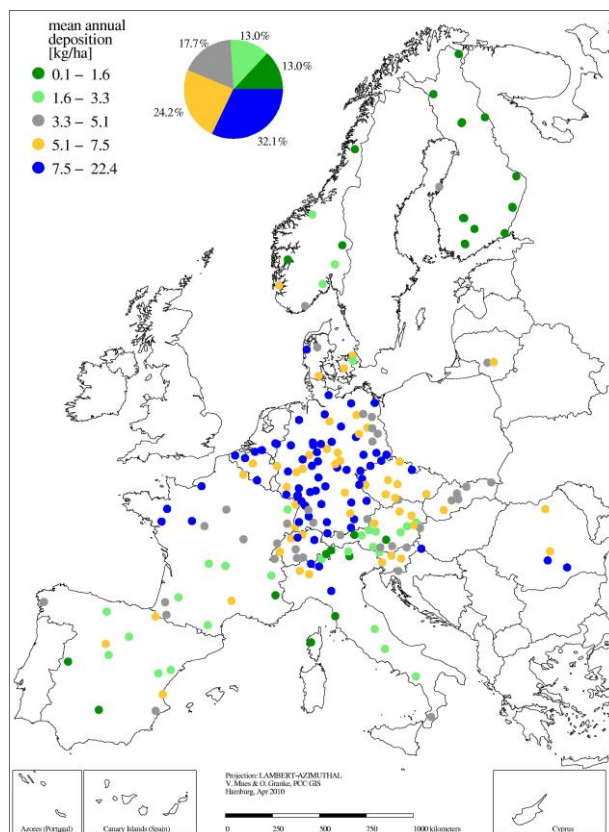 mean annual
deposition
[kg/ha]
0.1 – 1.6
1.6 – 3.3
3.3 – 5.1
5.1 – 7.5
7.5 – 22.4
17.7%
13.0%
13.0%
24.2%
32.1%
Projection: LAMBERT-AZIMUTHAL
V. Mues & O. Granke, PCC GIS
Hamburg, Apr 2010
0 250 500 750 1000 kilometers
Azores (Portugal)
Canary Islands (Spain)
Cyprus